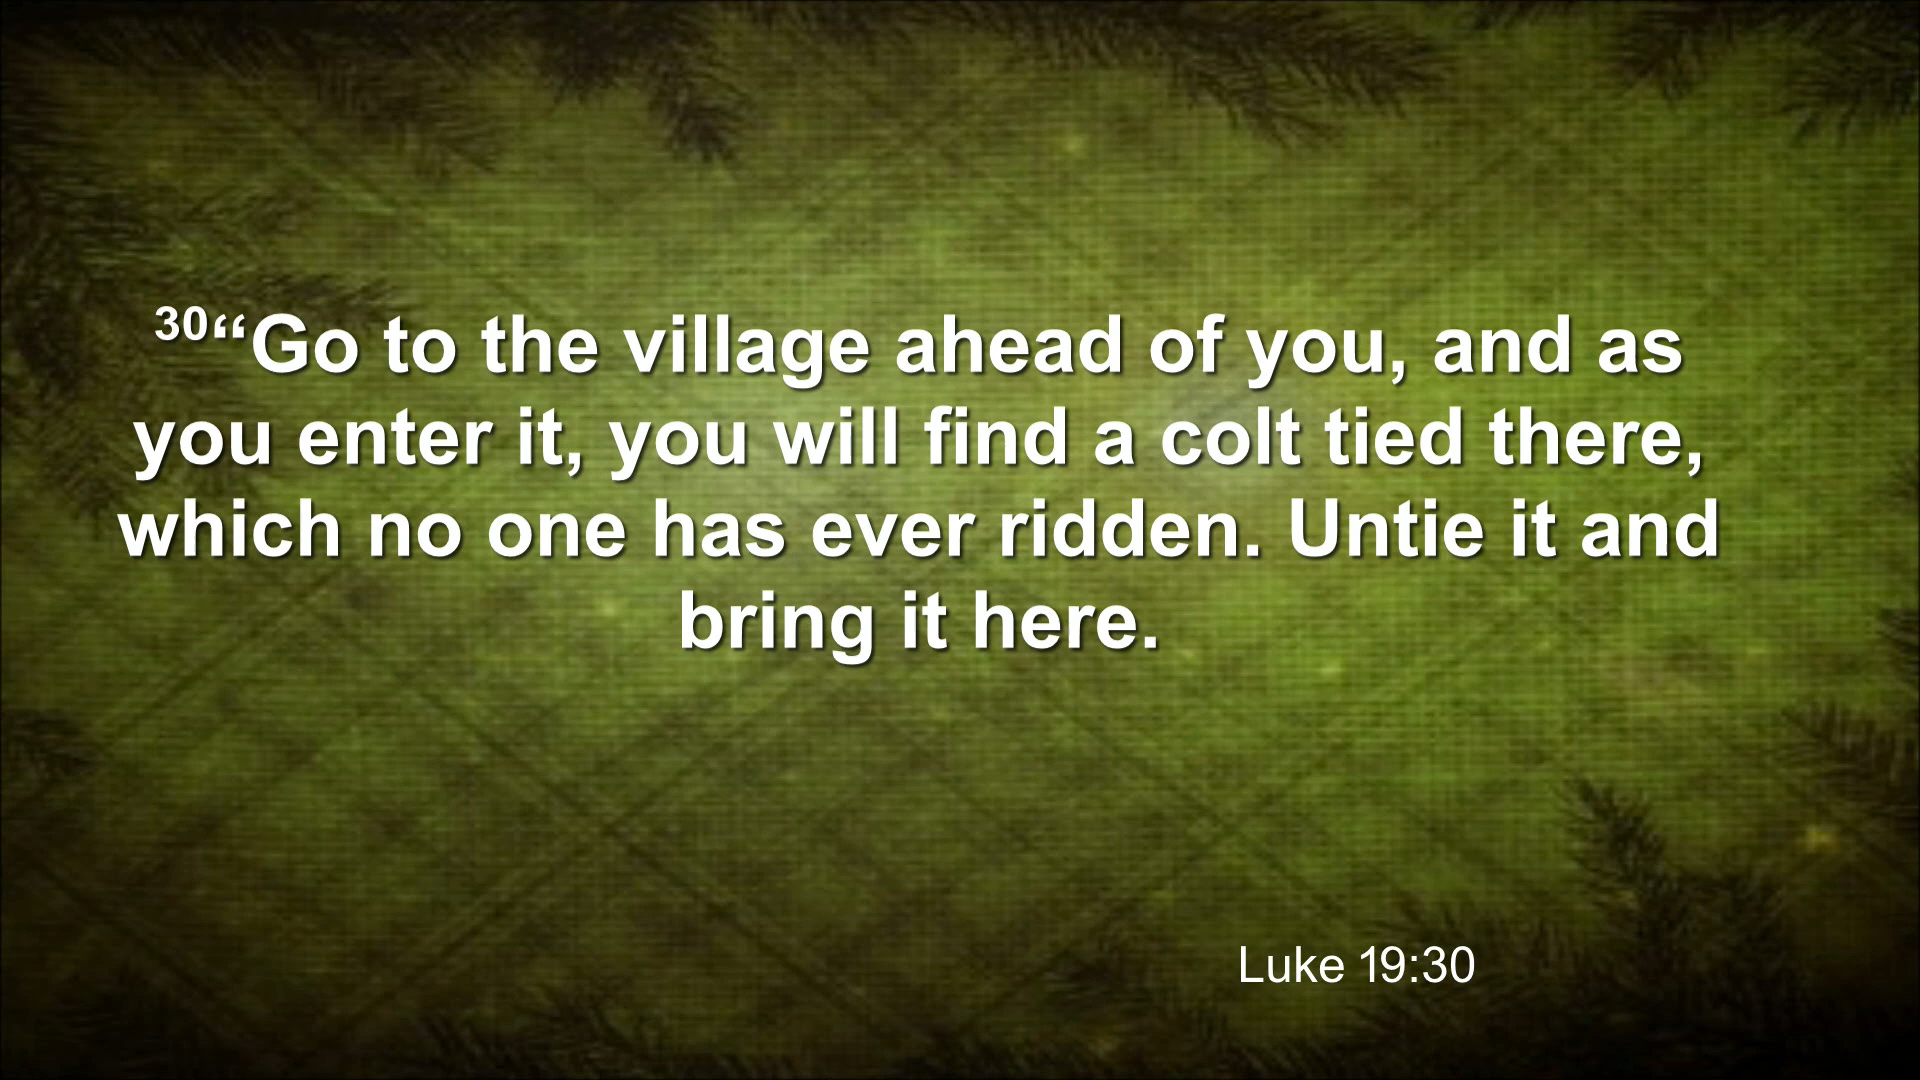 30“Go to the village ahead of you, and as
you enter it, you will find a colt tied there,
which no one has ever ridden. Untie it and
bring it here.
Luke 19:30